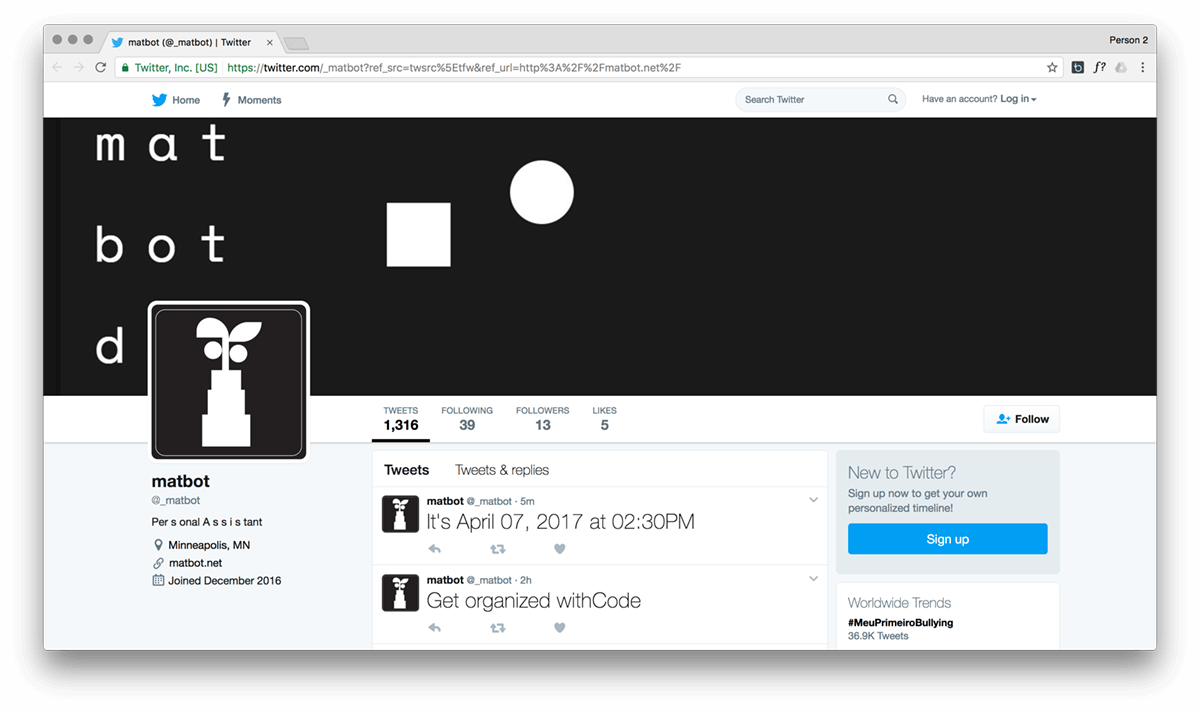 matbot (@_matbot) | Twitter
Person 2
Twitter, Inc. [US] https://twitter.com/_matbot?ref_src=twsrc%5Etfw&ref_url=http%3A%2F%2Fmatbot.net%2F
f?
Home Moments
Search Twitter
Have an account? Log in
m a t
b o t
d
TWEETS FOLLOWING FOLLOWERS LIKES
1,316 39 13 5
Follow
matbot
@_matbot
Per s onal A s s i s tant
Minneapolis, MN
matbot.net
Joined December 2016
Tweets Tweets & replies
matbot @_matbot · 5m
It's April 07, 2017 at 02:30PM
matbot @_matbot · 2h
Get organized withCode
New to Twitter?
Sign up now to get your own
personalized timeline!
Sign up
Worldwide Trends
#MeuPrimeiroBullying
36.9K Tweets